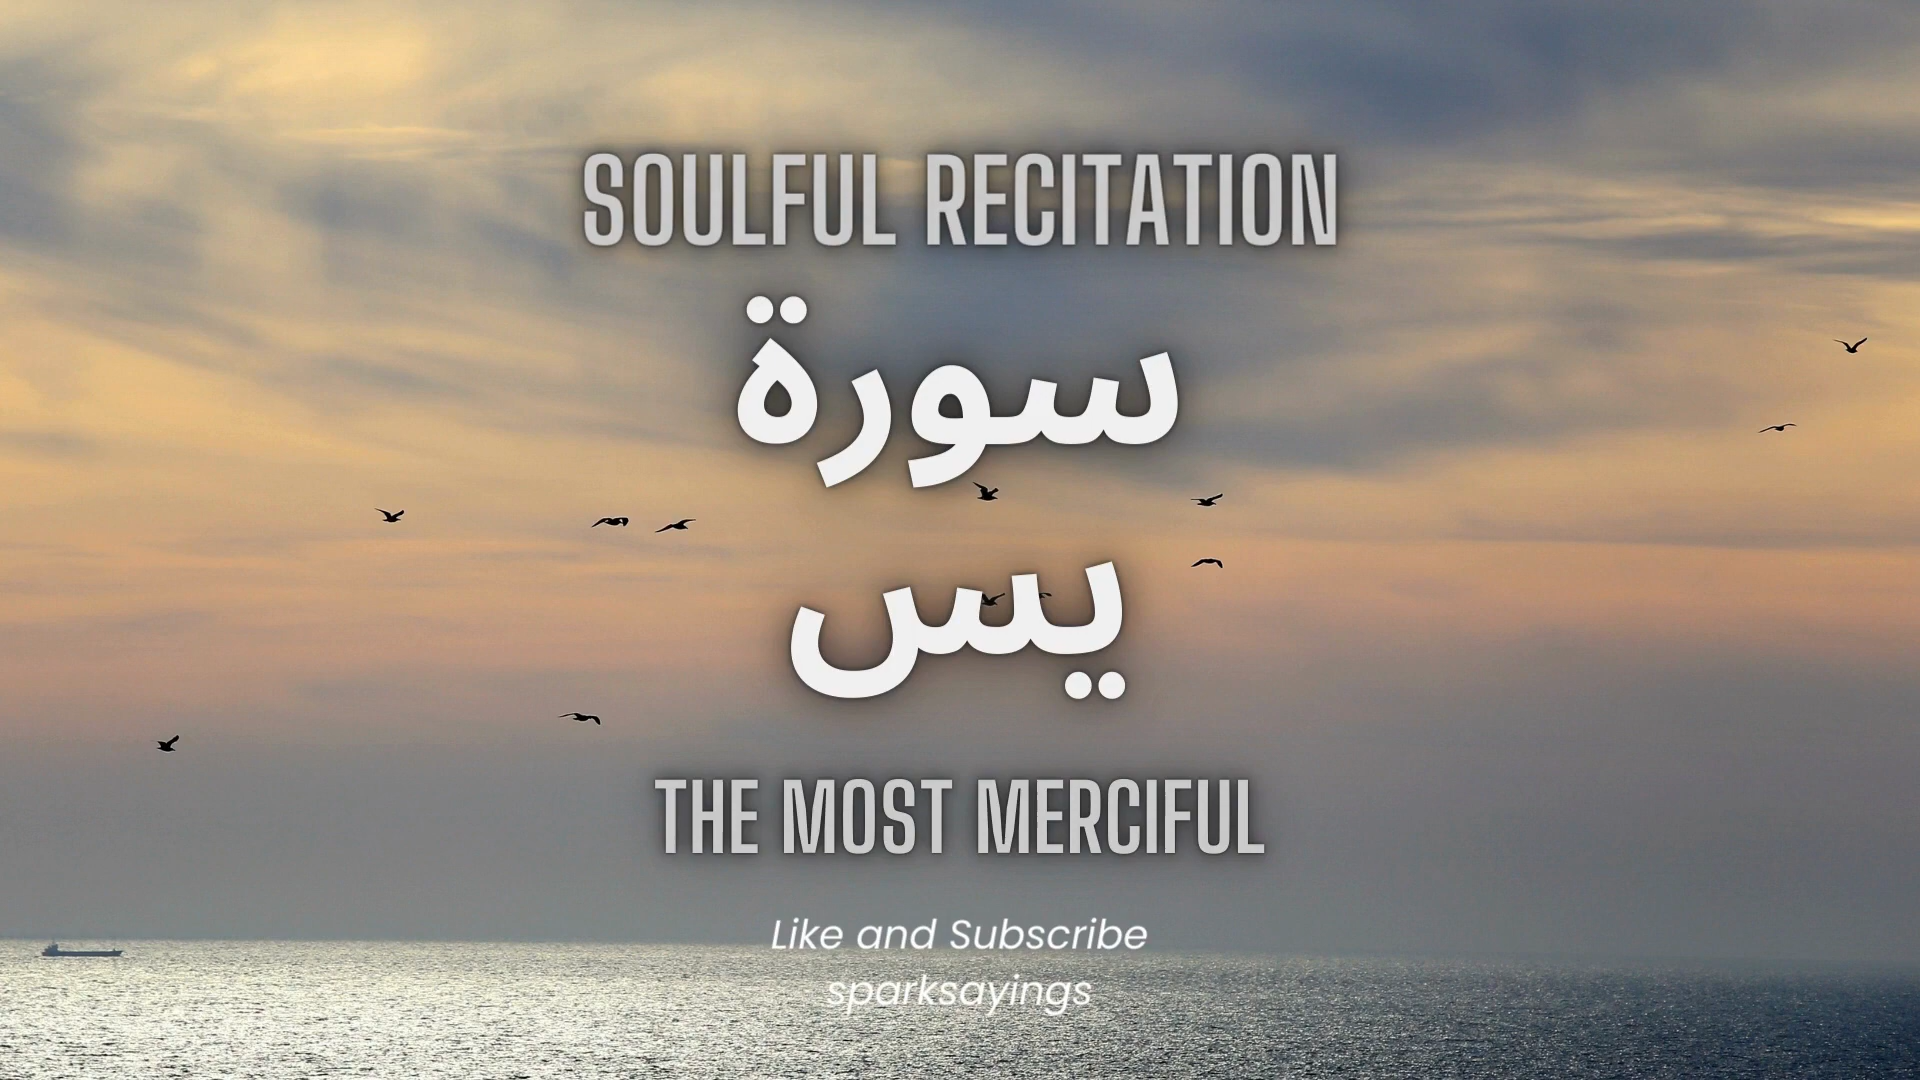 SOULFUL RECITATION
سورة
يس
THE MOST MERCIFUL
Like and Subscribe
sparksayings